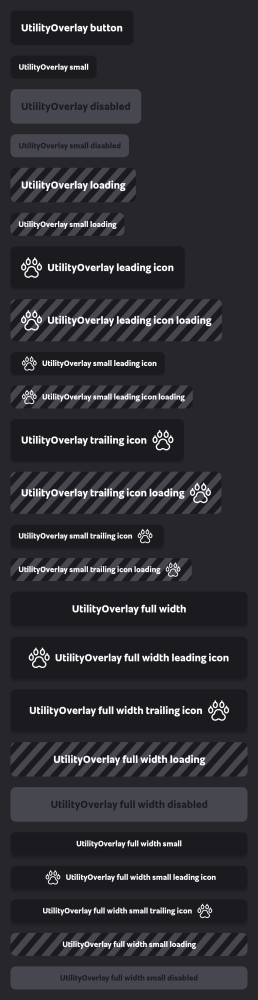 UtilityOverlay button
UtilityOverlay small
UtilityOverlay disabled
UtilityOverlay small disabled
UtilityOverlay loading
UtilityOverlay small loading
UtilityOverlay leading icon
UtilityOverlay leading icon loading
UtilityOverlay small leading icon
UtilityOverlay small leading icon loading
UtilityOverlay trailing icon
UtilityOverlay trailing icon loading
UtilityOverlay small trailing icon
UtilityOverlay small trailing icon loading
UtilityOverlay full width
UtilityOverlay full width leading icon
UtilityOverlay full width trailing icon
UtilityOverlay full width loading
UtilityOverlay full width disabled
UtilityOverlay full width small
UtilityOverlay full width small leading icon
UtilityOverlay full width small trailing icon
UtilityOverlay full width small loading
UtilityOverlay full width small disabled